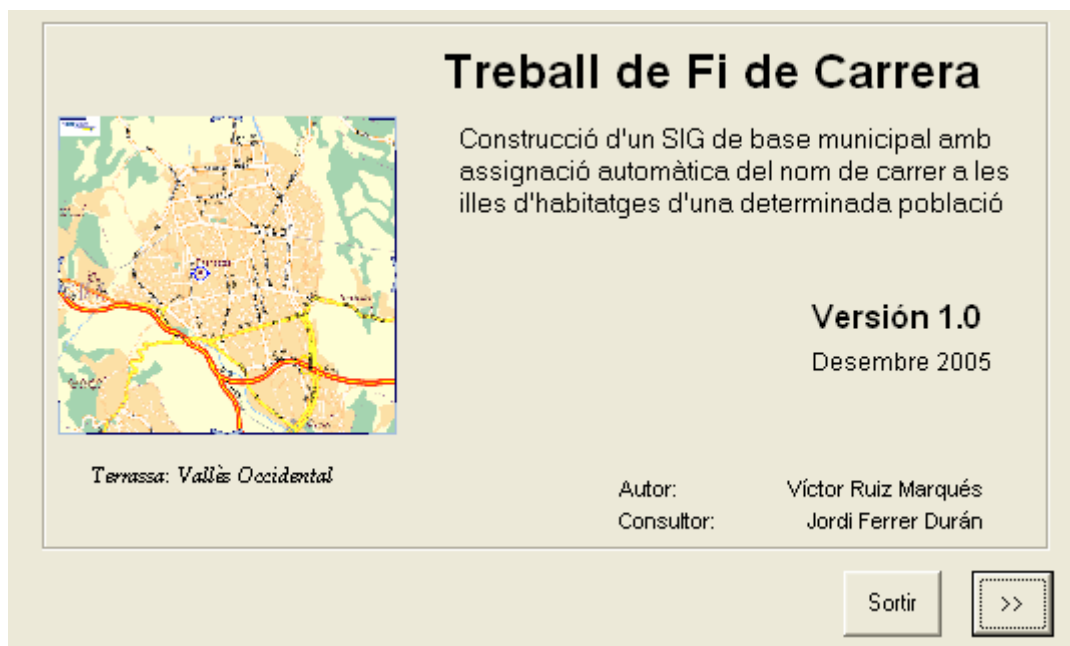 Treball de Fi de Carrera
Construcció d'un SIG de base municipal amb
assignació automàtica del nom de carrer a les
illes d'habitatges d'una determinada població
Versión 1.0
Desembre 2005
Terrassa: Vallès Occidental
Autor: Víctor Ruiz Marqués
Consultor: Jordi Ferrer Durán
Sortir >>